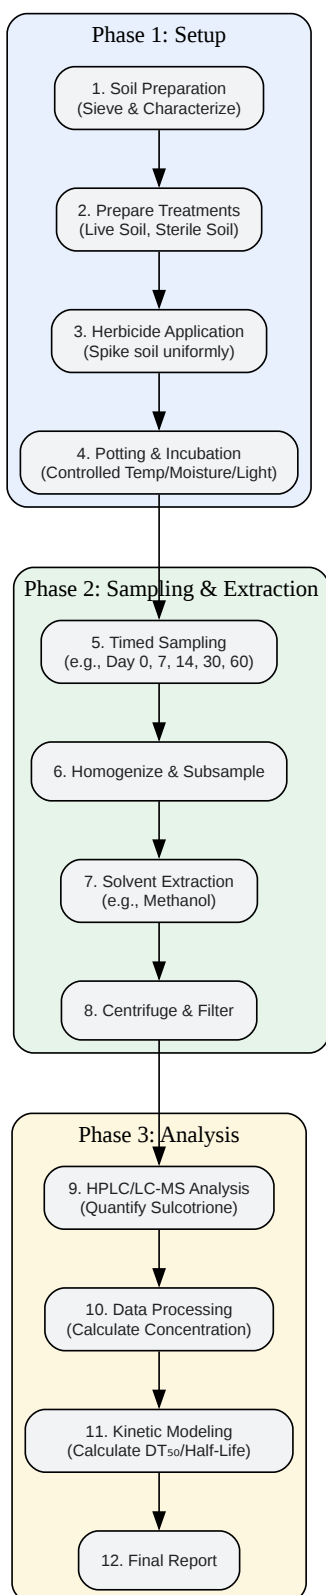 Phase 1: Setup
1. Soil Preparation
(Sieve & Characterize)
2. Prepare Treatments
(Live Soil, Sterile Soil)
3. Herbicide Application
(Spike soil uniformly)
4. Potting & Incubation
(Controlled Temp/Moisture/Light)
Phase 2: Sampling & Extraction
5. Timed Sampling
(e.g., Day 0, 7, 14, 30, 60)
6. Homogenize & Subsample
7. Solvent Extraction
(e.g., Methanol)
8. Centrifuge & Filter
Phase 3: Analysis
9. HPLC/LC-MS Analysis
(Quantify Sulcotrione)
10. Data Processing
(Calculate Concentration)
11. Kinetic Modeling
(Calculate DT₅₀/Half-Life)
12. Final Report